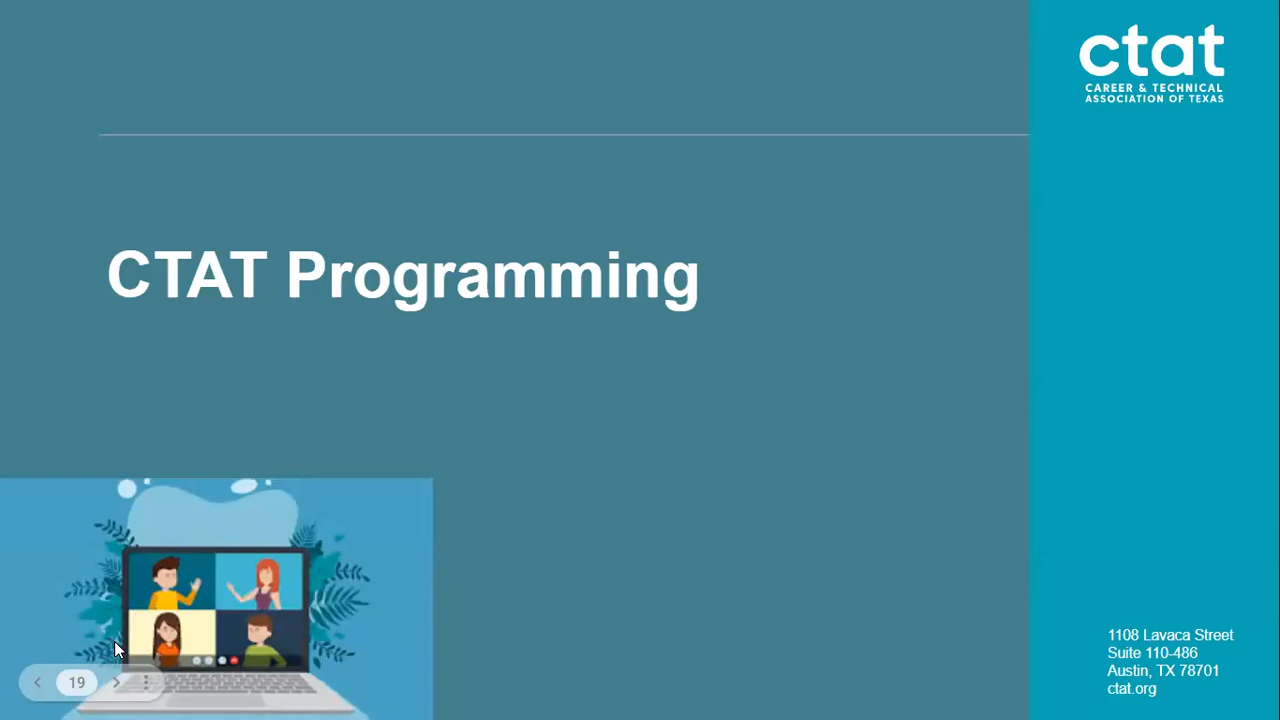 ctat
CAREER & TECHNICAL
ASSOCIATION OF TEXAS
CTAT Programming
19
1108 Lavaca Street
Suite 110-486
Austin, TX 78701
ctat.org